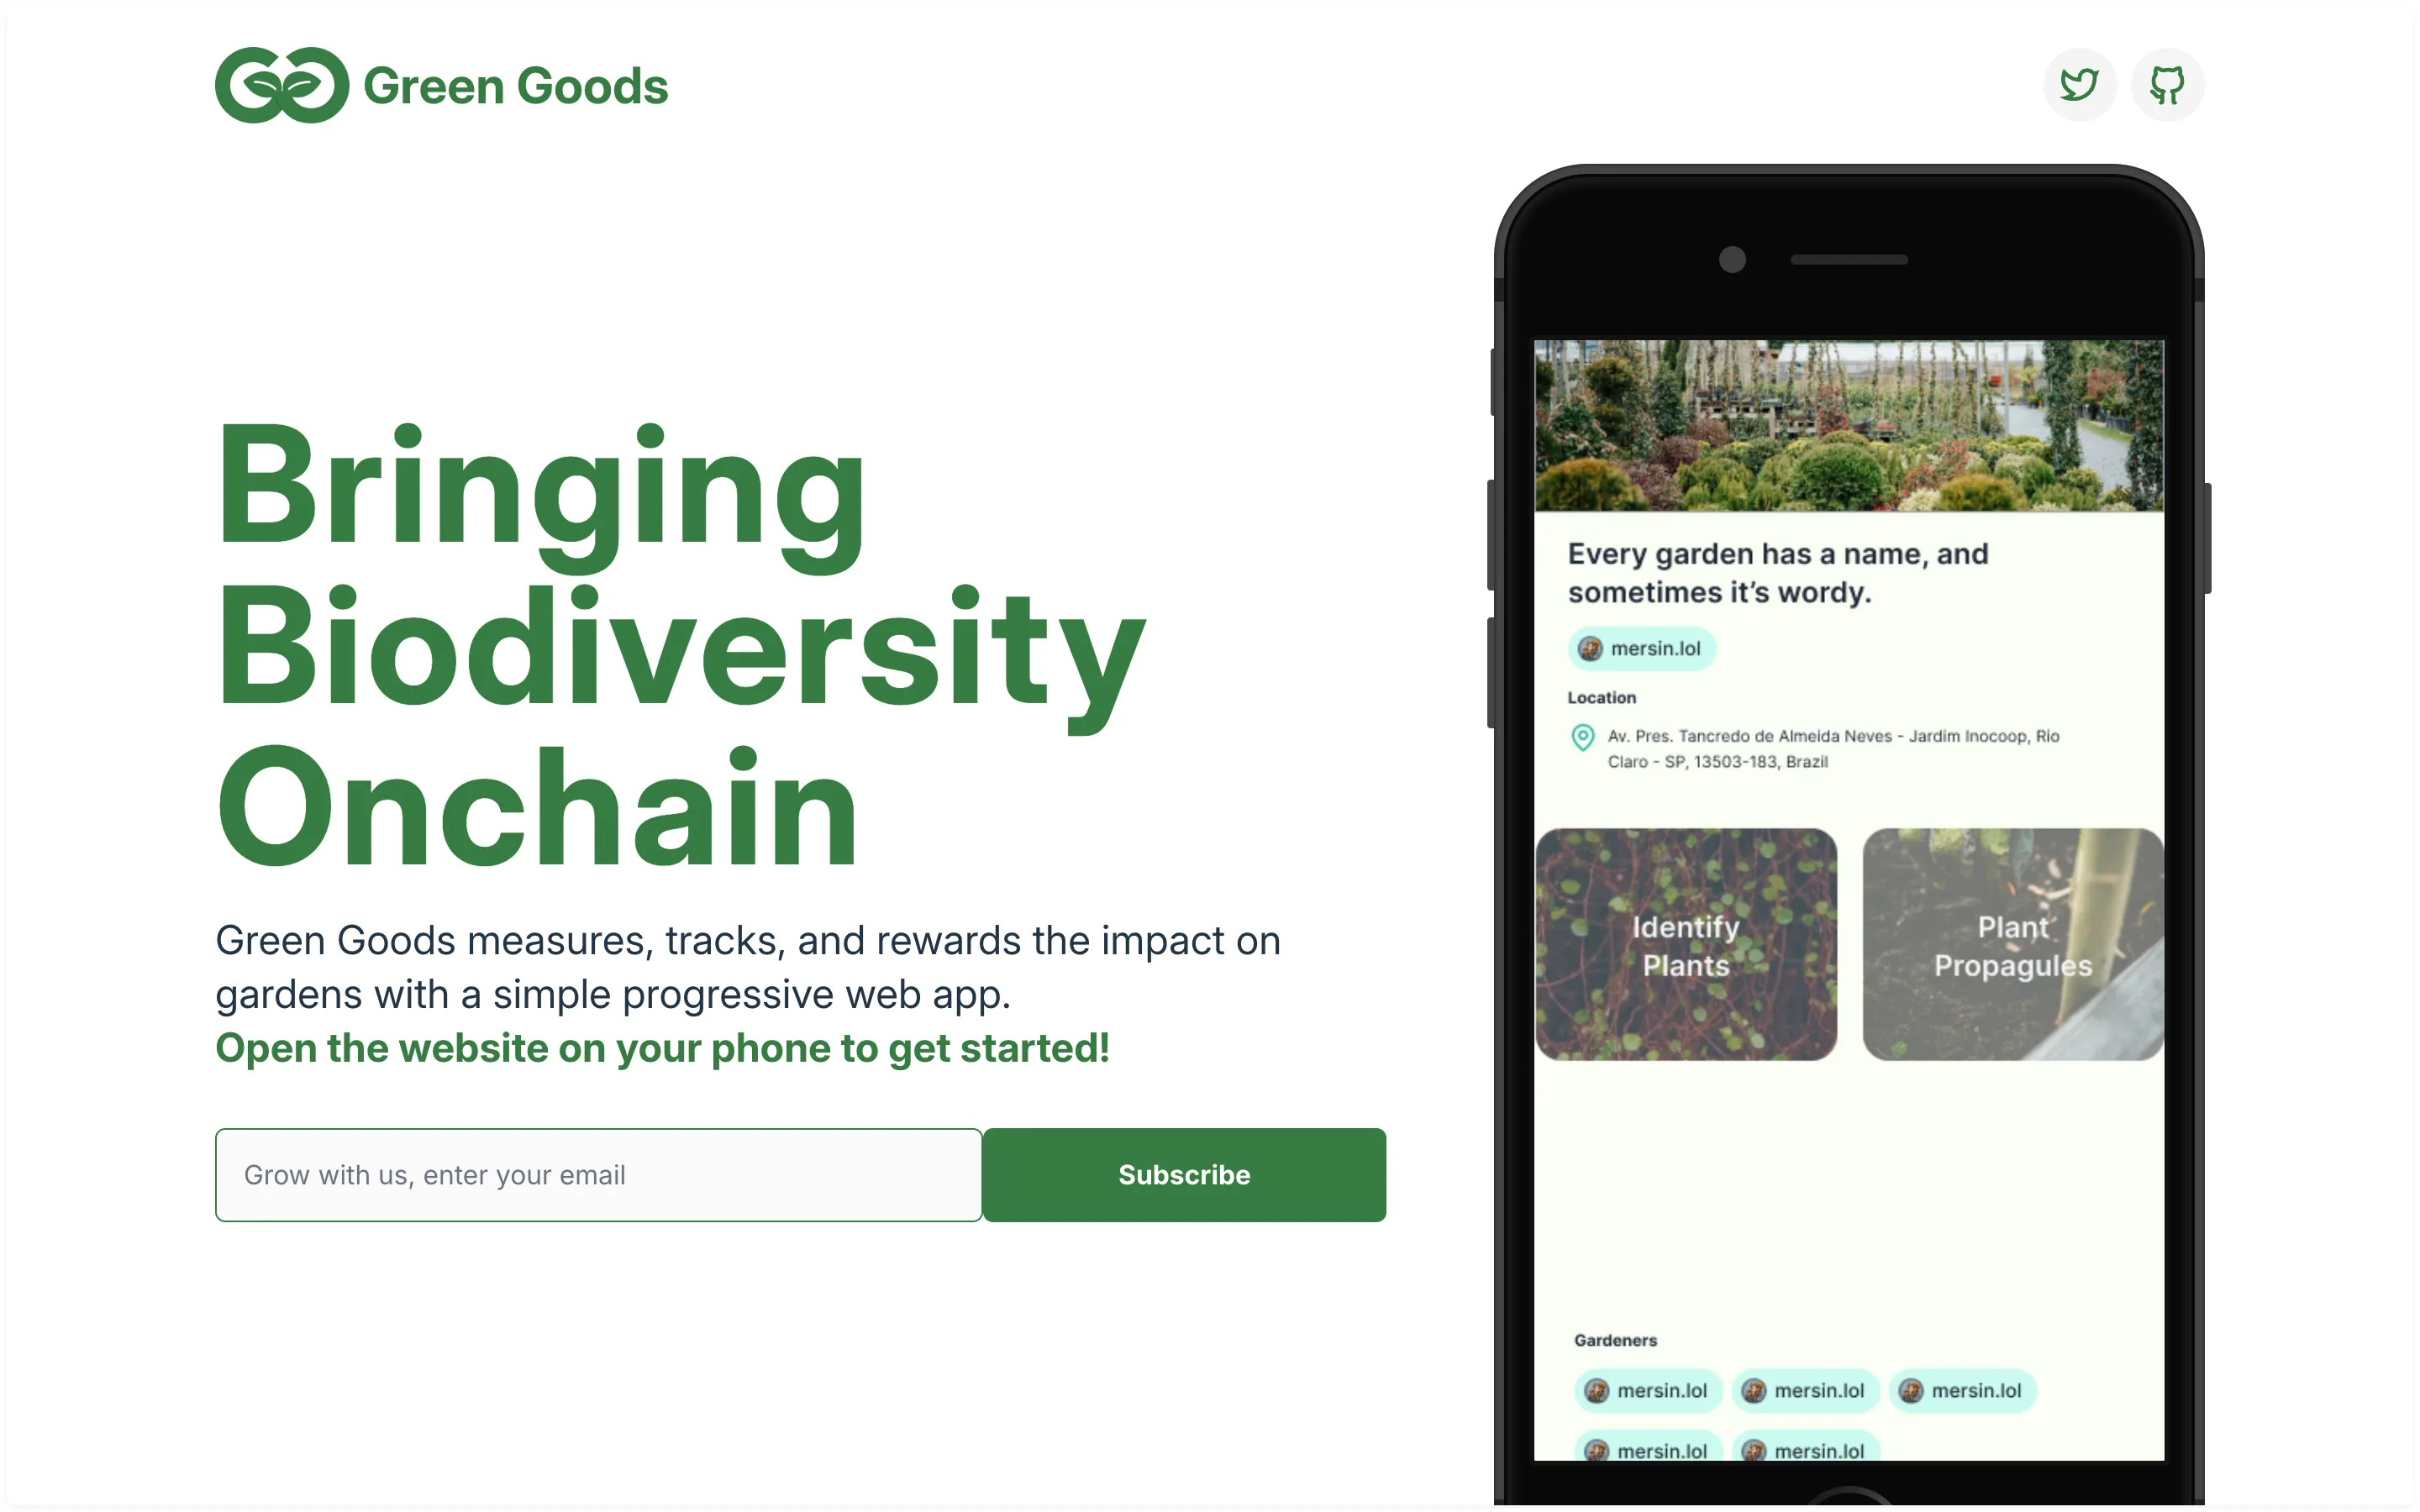 Green Goods
Bringing
Biodiversity
Onchain
Green Goods measures, tracks, and rewards the impact on
gardens with a simple progressive web app.
Open the website on your phone to get started!
Grow with us, enter your email
Subscribe
Every garden has a name, and
sometimes it’s wordy.
mersin.lol
Location
Av. Pres. Tancredo de Almeida Neves - Jardim Inocoop, Rio
Claro - SP, 13503-183, Brazil
Identify
Plants
Plant
Propagules
Gardeners
mersin.lol mersin.lol mersin.lol
mersin.lol mersin.lol